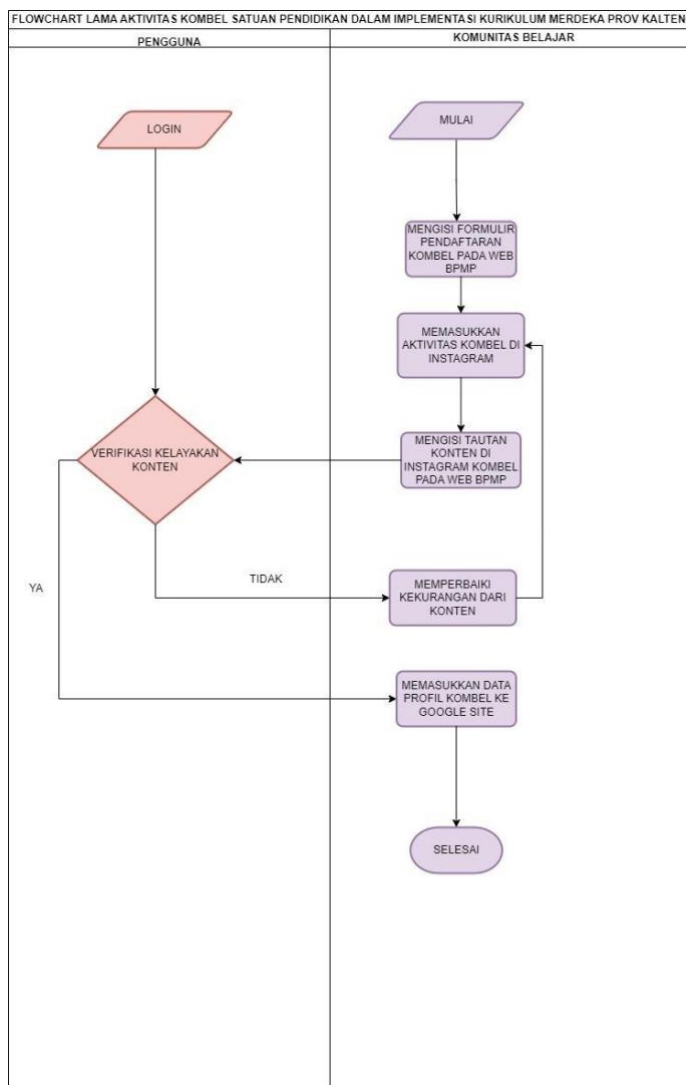 FLOWCHART LAMA AKTIVITAS KOMBEL SATUAN PENDIDIKAN DALAM IMPLEMENTASI KURIKULUM MERDEKA PROV KALTEN
PENGGUNA
KOMUNITAS BELAJAR
LOGIN
MULAI
MENGISI FORMULIR
PENDAFTARAN
KOMBEL PADA WEB
BPMP
MEMASUKKAN
AKTIVITAS KOMBEL DI
INSTAGRAM
VERIFIKASI KELAYAKAN
KONTEN
MENGISI TAUTAN
KONTEN DI
INSTAGRAM KOMBEL
PADA WEB BPMP
TIDAK
YA
MEMPERBAIKI
KEKURANGAN DARI
KONTEN
MEMASUKKAN DATA
PROFIL KOMBEL KE
GOOGLE SITE
SELESAI